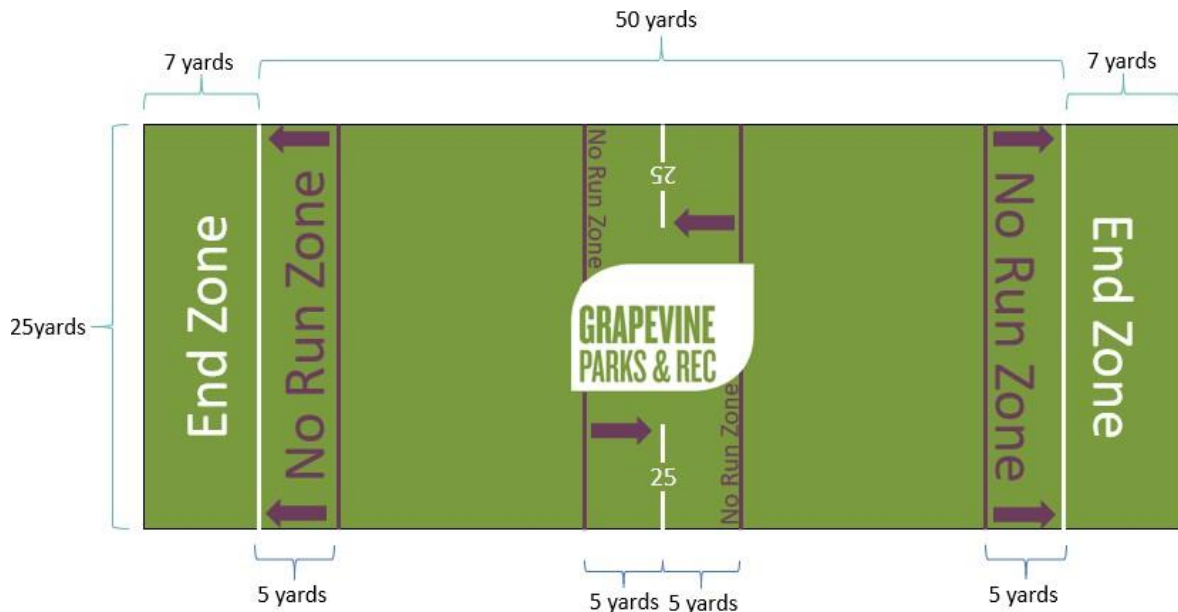 50 yards
7 yards
7 yards
25yards
End Zone
No Run Zone
No Run Zone
25
GRAPEVINE
PARKS & REC
25
No Run Zone
No Run Zone
End Zone
5 yards
5 yards
5 yards
5 yards